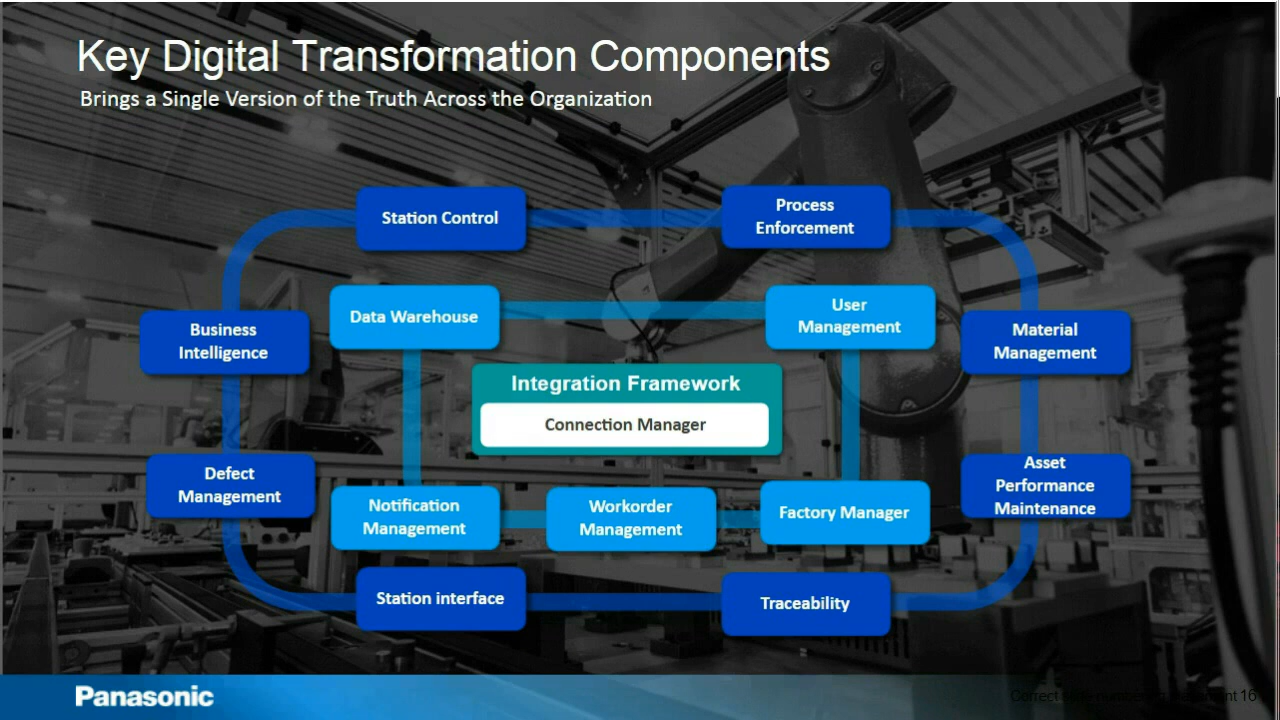 Key Digital Transformation Components
Brings a Single Version of the Truth Across the Organization
Station Control
Process
Enforcement
Data Warehouse
User
Management
Business
Intelligence
Material
Management
Integration Framework
Connection Manager
Defect
Management
Asset
Performance
Maintenance
Notification
Management
Workorder
Management
Factory Manager
Station interface
Traceability
Panasonic
Correct 16